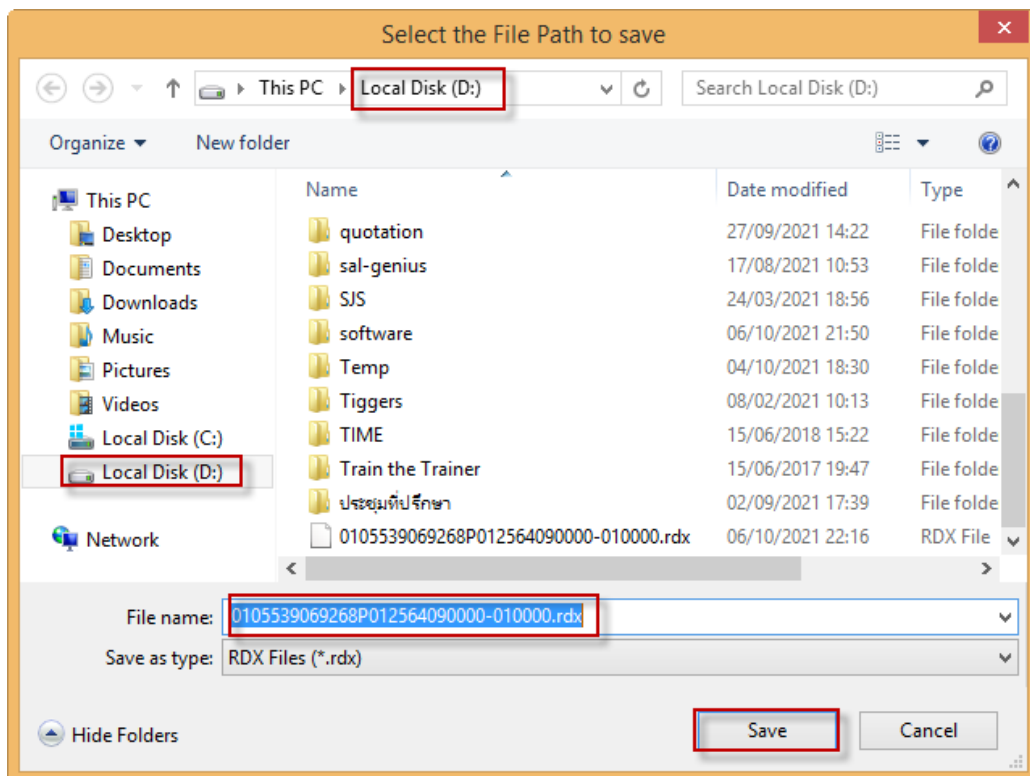 Select the File Path to save
This PC Local Disk (D:)
Search Local Disk (D:)
Organize New folder
This PC
Desktop
Documents
Downloads
Music
Pictures
Videos
Local Disk (C:)
Local Disk (D:)
Network
Name Date modified Type
quotation 27/09/2021 14:22 File folde
sal-genius 17/08/2021 10:53 File folde
SJS 24/03/2021 18:56 File folde
software 06/10/2021 21:50 File folde
Temp 04/10/2021 18:30 File folde
Tiggers 08/02/2021 10:13 File folde
TIME 15/06/2018 15:22 File folde
Train the Trainer 15/06/2017 19:47 File folde
ประชุมที่ปรึกษา 02/09/2021 17:39 File folde
0105539069268P012564090000-010000.rdx 06/10/2021 22:16 RDX File
File name: 0105539069268P012564090000-010000.rdx
Save as type: RDX Files (*.rdx)
Hide Folders
Save
Cancel